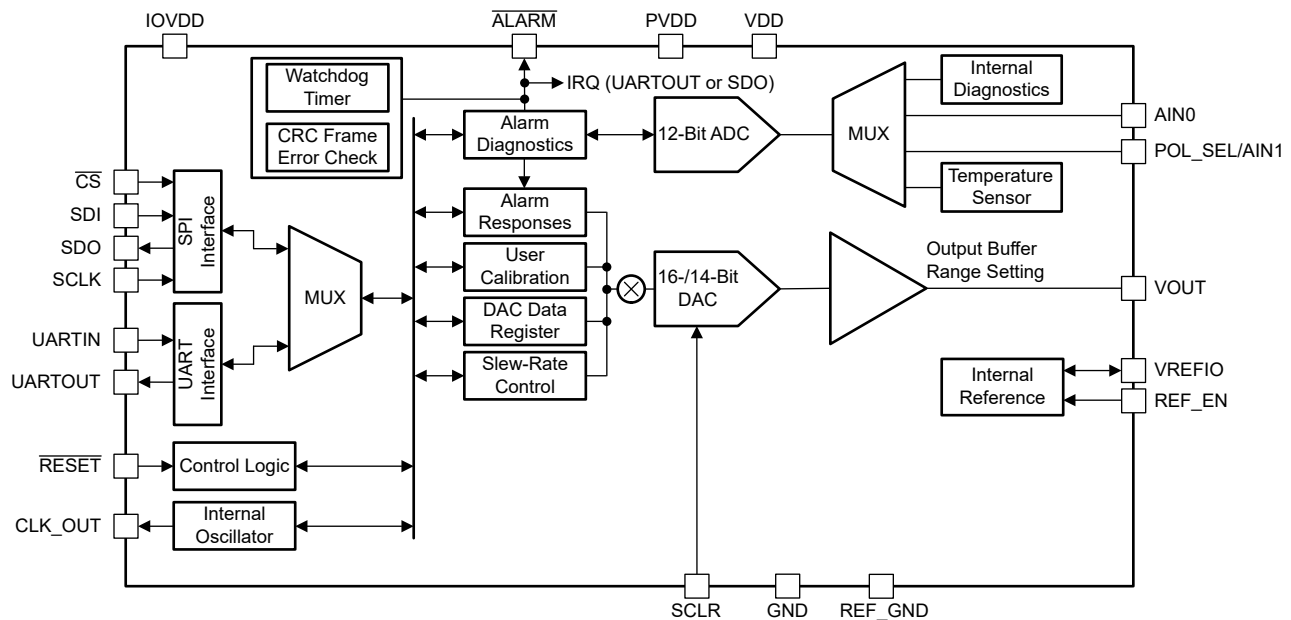 IOVDD
ALARM
PVDD
VDD
Watchdog
Timer
CRC Frame
Error Check
IRQ (UARTOUT or SDO)
Alarm
Diagnostics
12-Bit ADC
MUX
Internal
Diagnostics
AIN0
POL_SEL/AIN1
Temperature
Sensor
CS
SDI
SDO
SCLK
SPI
Interface
UARTIN
UARTOUT
UART
Interface
MUX
Alarm
Responses
User
Calibration
DAC Data
Register
Slew-Rate
Control
16-/14-Bit
DAC
Output Buffer
Range Setting
VOUT
Internal
Reference
VREFIO
REF_EN
RESET
Control Logic
CLK_OUT
Internal
Oscillator
SCLR
GND
REF_GND